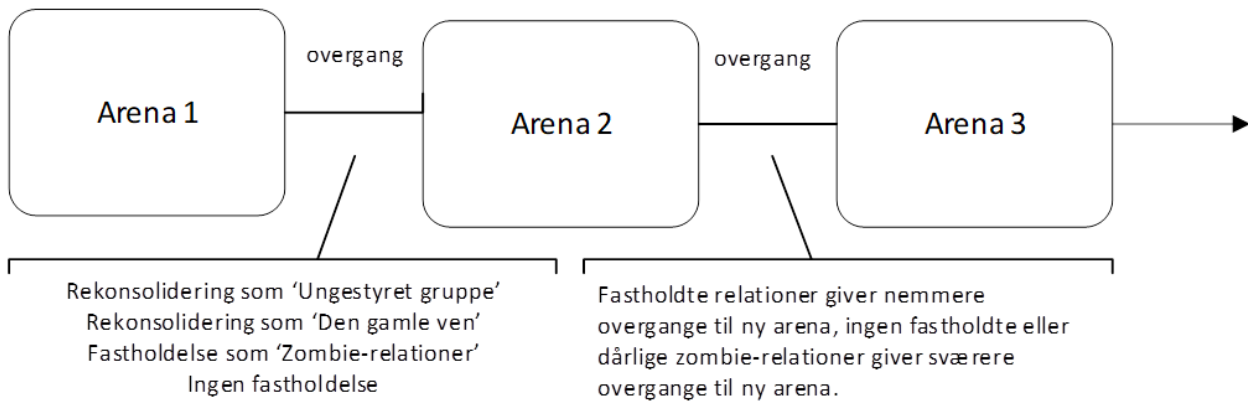 Arena 1
overgang
Arena 2
overgang
Arena 3
Rekonsolidering som ‘Ungestyret gruppe’
Rekonsolidering som ‘Den gamle ven’
Fastholdelse som ‘Zombie-relationer’
Ingen fastholdelse
Fastholdte relationer giver nemmere
overgange til ny arena, ingen fastholdte eller
dårlige zombie-relationer giver sværere
overgange til ny arena.